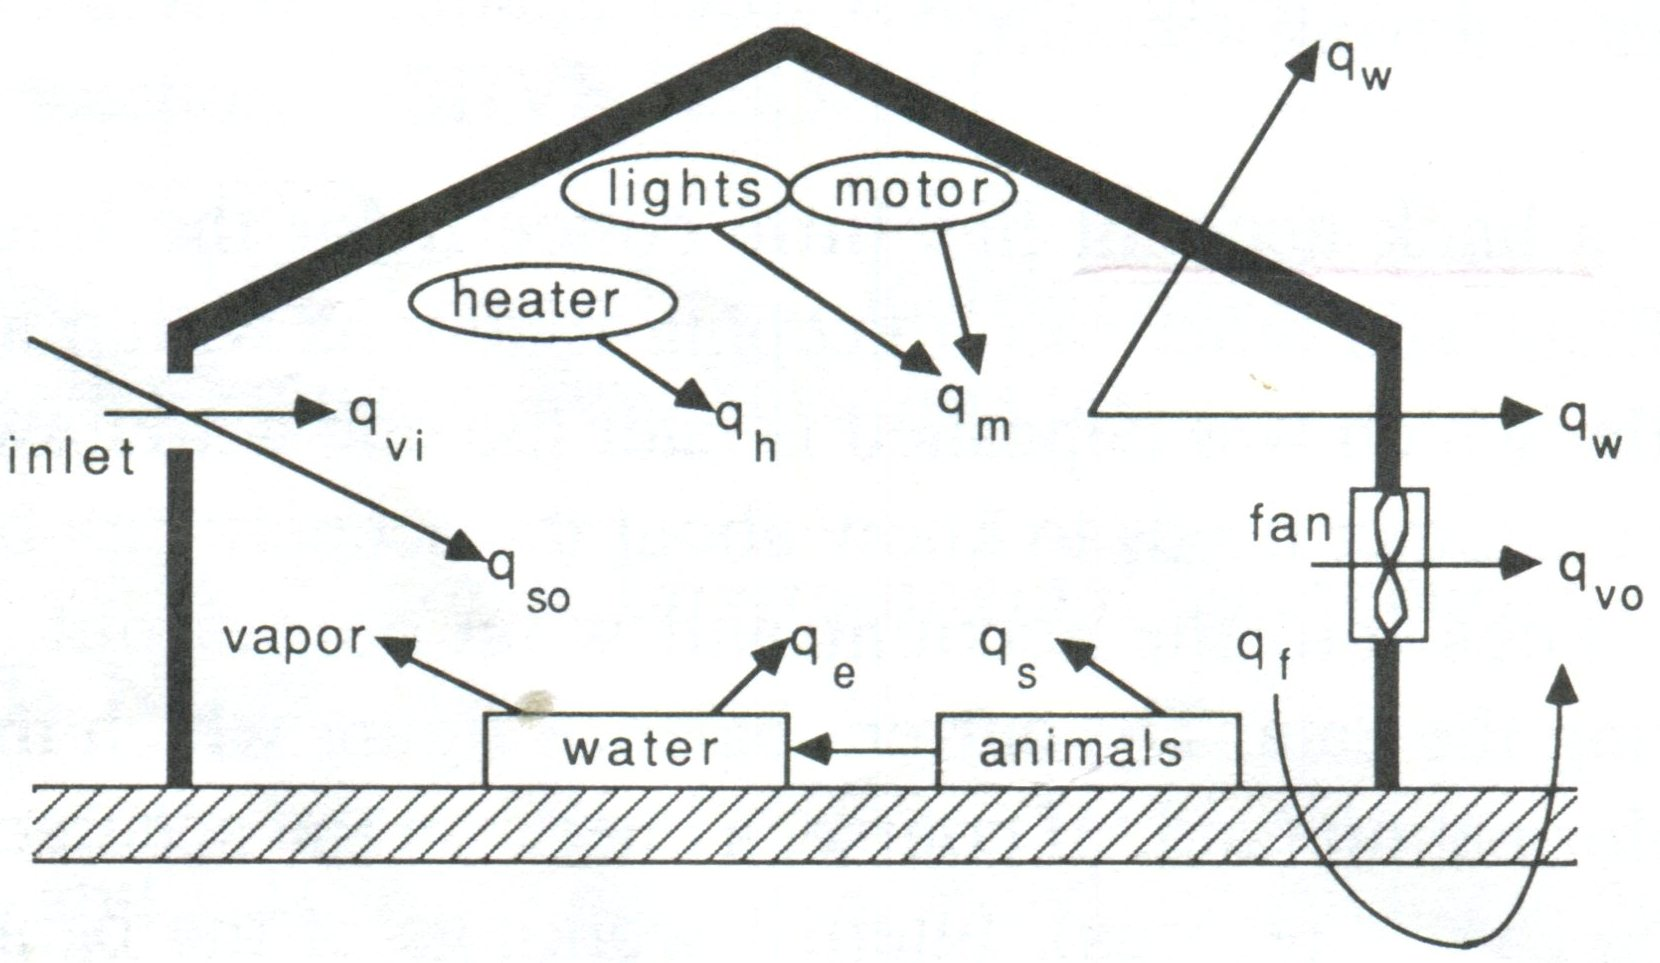 q w
lights motor
heater
q vi
q h
q m
q w
inlet
fan
q so
q vo
vapor
q e
q s
q f
water
animals